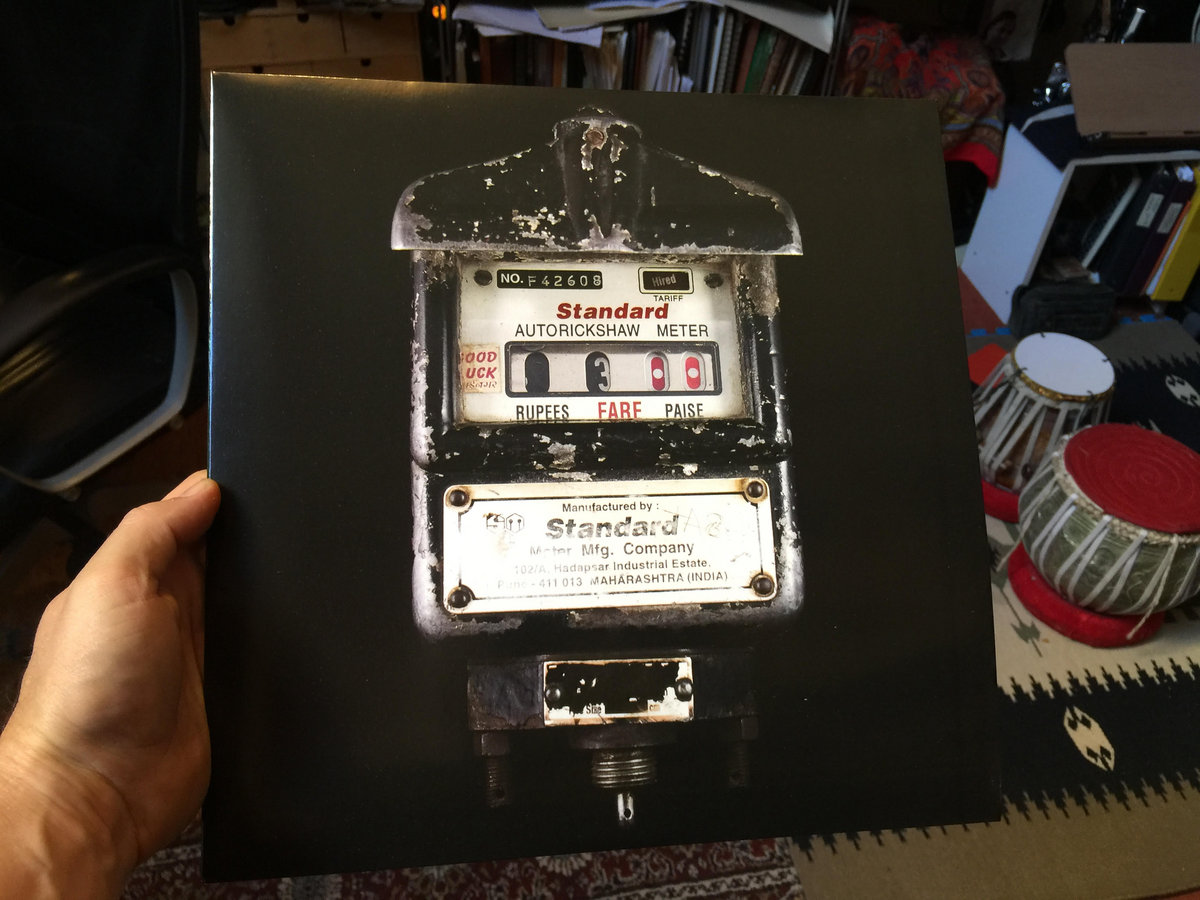 NO. F42608
Hired
TARIFF
Standard
AUTORICKSHAW METER
OOD
UCK
3 0 0
RUPEES FARE PAISE
Manufactured by :
Standard
Meter Mfg. Company
102/A, Hadapsar Industrial Estate.
Pune - 411 013 MAHARASHTRA (INDIA)
Size